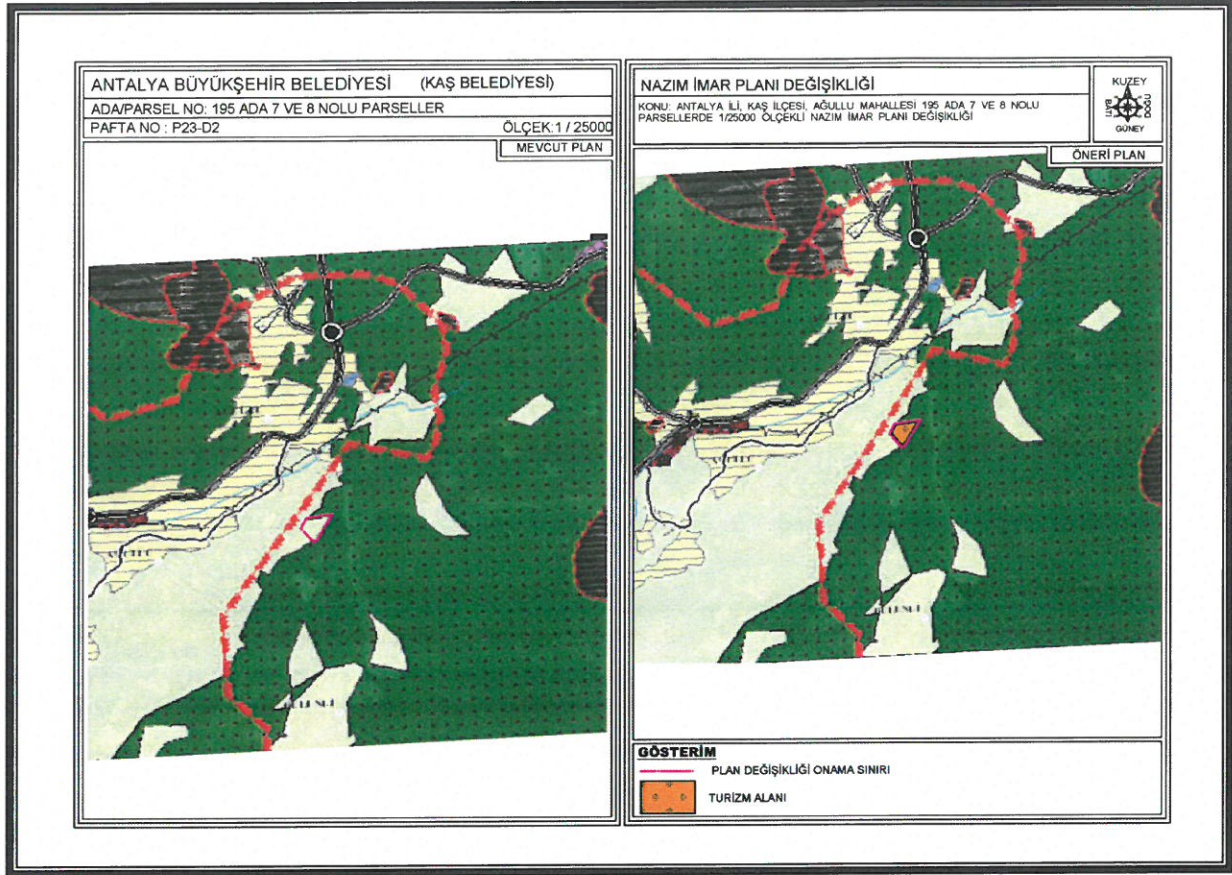 ANTALYA BÜYÜKŞEHİR BELEDİYESİ (KAŞ BELEDİYESİ)
ADA/PARSEL NO: 195 ADA 7 VE 8 NOLU PARSELLER
PAFTA NO : P23-D2 ÖLÇEK:1 / 25000
MEVCUT PLAN
NAZIM İMAR PLANI DEĞİŞİKLİĞİ
KONU: ANTALYA İLİ, KAŞ İLÇESİ, AĞULLU MAHALLESİ 195 ADA 7 VE 8 NOLU
PARSELLERDE 1/25000 ÖLÇEKLİ NAZIM İMAR PLANI DEĞİŞİKLİĞİ
KUZEY
BATI
DOĞU
GÜNEY
ÖNERİ PLAN
GÖSTERİM
PLAN DEĞİŞİKLİĞİ ONAMA SINIRI
TURİZM ALANI